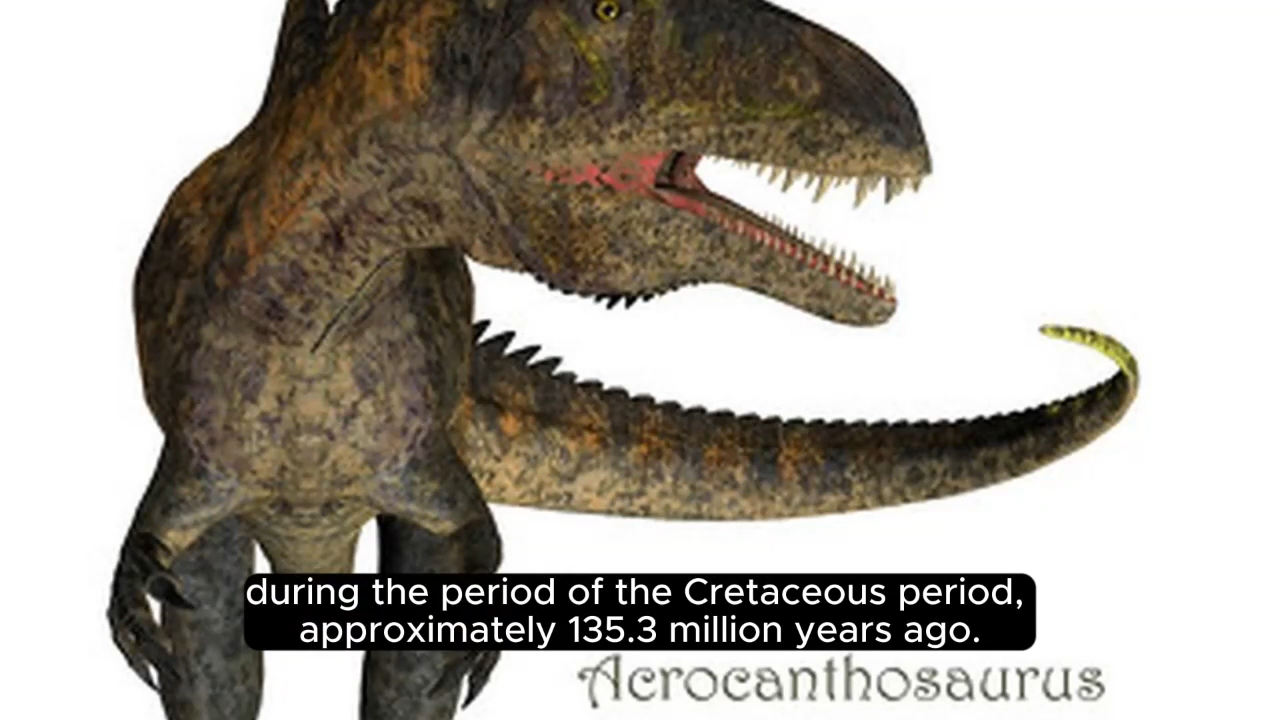 during the period of the Cretaceous period,
approximately 135.3 million years ago.
Acrocanthosaurus